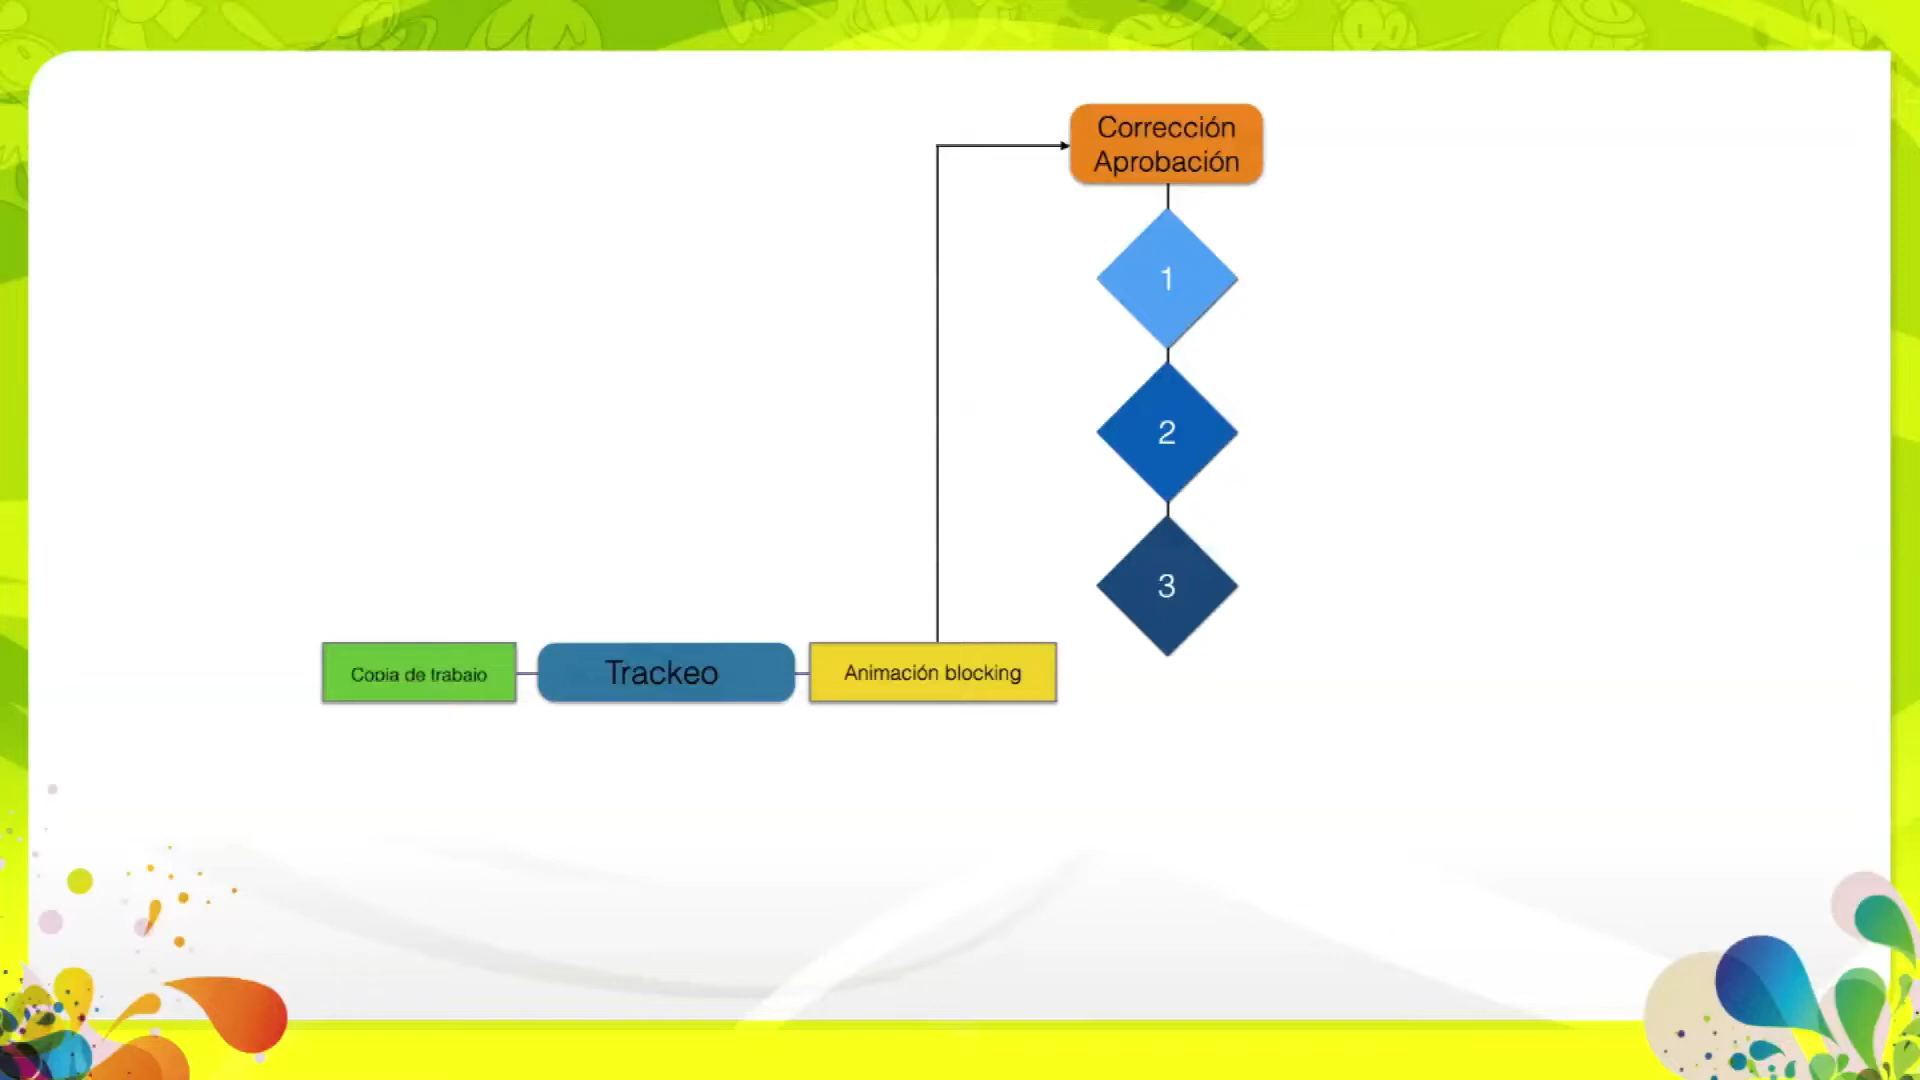 Corrección
Aprobación
1
2
3
Copia de trabajo
Trackeo
Animación blocking